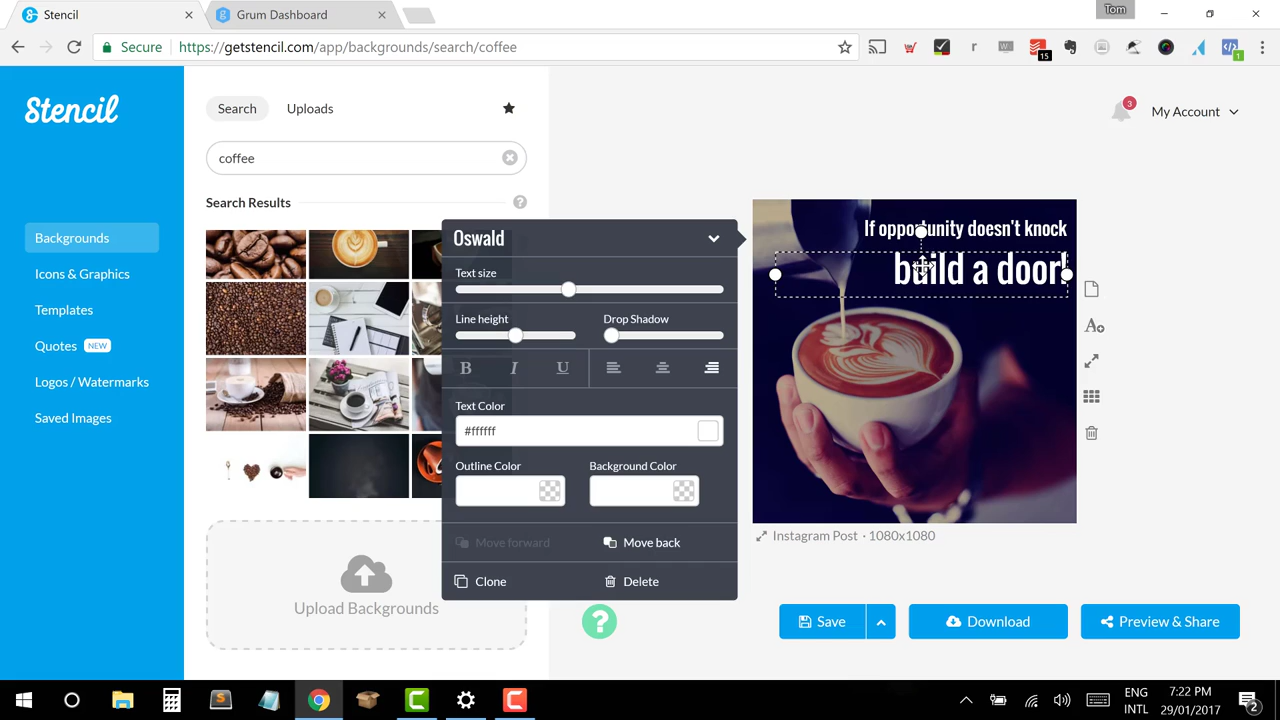 Stencil
Grum Dashboard
Tom
Secure
https://getstencil.com/app/backgrounds/search/coffee
15
1
Stencil
Search
Uploads
3
My Account
coffee
Search Results
?
Backgrounds
Icons & Graphics
Templates
Quotes NEW
Logos / Watermarks
Saved Images
Oswald
Text size
Line height
Drop Shadow
B
I
U
Text Color
#ffffff
Outline Color
Background Color
Move forward
Move back
Clone
Delete
If opportunity doesn't knock
build a door!
Instagram Post · 1080x1080
Upload Backgrounds
?
Save
Download
Preview & Share
ENG
INTL
7:22 PM
29/01/2017
2